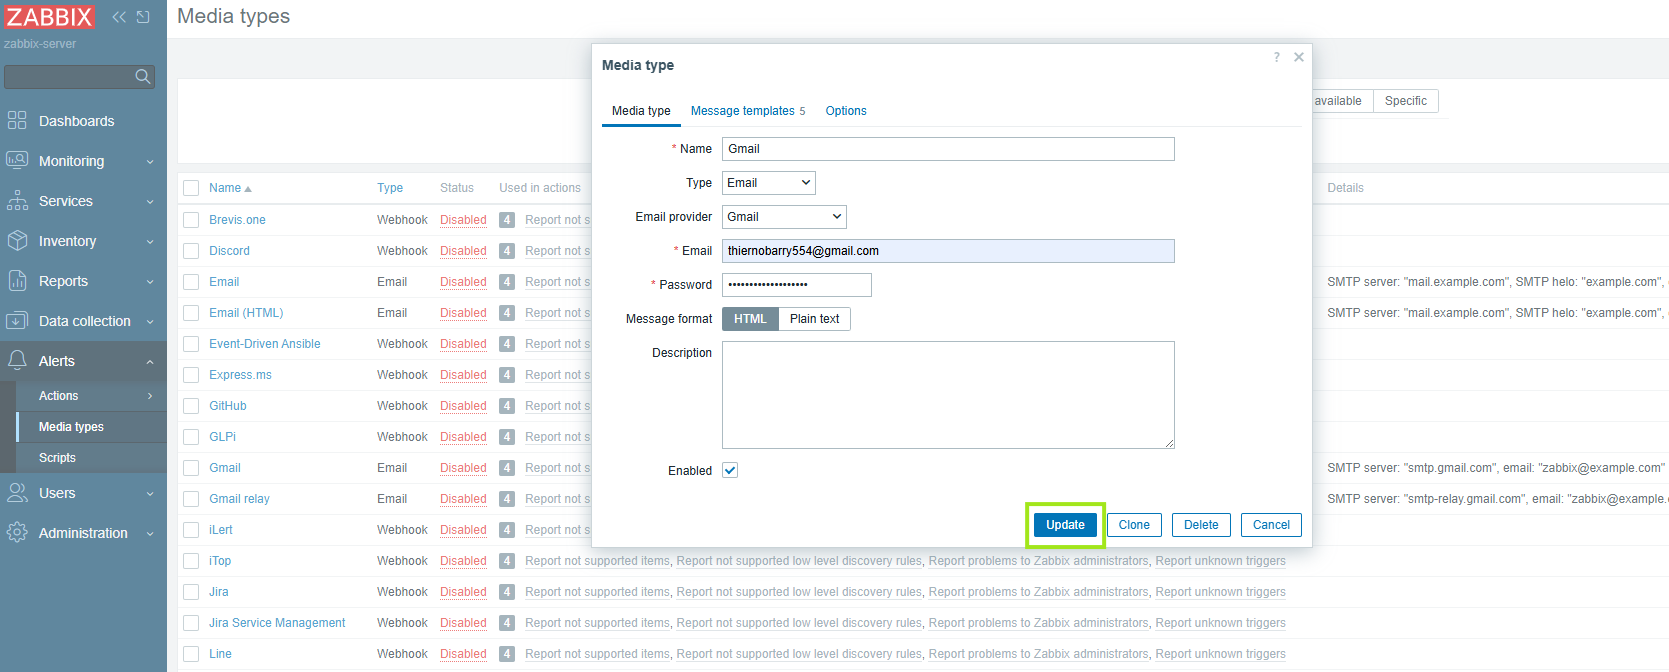 ZABBIX
zabbix-server
Dashboards
Monitoring
Services
Inventory
Reports
Data collection
Alerts
Actions
Media types
Scripts
Users
Administration
Media types
available Specific
Name Type Status Used in actions Details
Brevis.one Webhook Disabled 4 Report not s
Discord Webhook Disabled 4 Report not s
Email Email Disabled 4 Report not s SMTP server: "mail.example.com", SMTP helo: "example.com",
Email (HTML) Email Disabled 4 Report not s SMTP server: "mail.example.com", SMTP helo: "example.com",
Event-Driven Ansible Webhook Disabled 4 Report not s
Express.ms Webhook Disabled 4 Report not s
GitHub Webhook Disabled 4 Report not s
GLPi Webhook Disabled 4 Report not s
Gmail Email Disabled 4 Report not s SMTP server: "smtp.gmail.com", email: "zabbix@example.com"
Gmail relay Email Disabled 4 Report not s SMTP server: "smtp-relay.gmail.com", email: "zabbix@example.
iLert Webhook Disabled 4 Report not s
iTop Webhook Disabled 4 Report not supported items, Report not supported low level discovery rules, Report problems to Zabbix administrators, Report unknown triggers
Jira Webhook Disabled 4 Report not supported items, Report not supported low level discovery rules, Report problems to Zabbix administrators, Report unknown triggers
Jira Service Management Webhook Disabled 4 Report not supported items, Report not supported low level discovery rules, Report problems to Zabbix administrators, Report unknown triggers
Line Webhook Disabled 4 Report not supported items, Report not supported low level discovery rules, Report problems to Zabbix administrators, Report unknown triggers
Media type
?
Media type Message templates 5 Options
* Name Gmail
Type Email
Email provider Gmail
* Email thiernobarry554@gmail.com
* Password •••••••••••••••••••
Message format HTML Plain text
Description
Enabled
Update Clone Delete Cancel